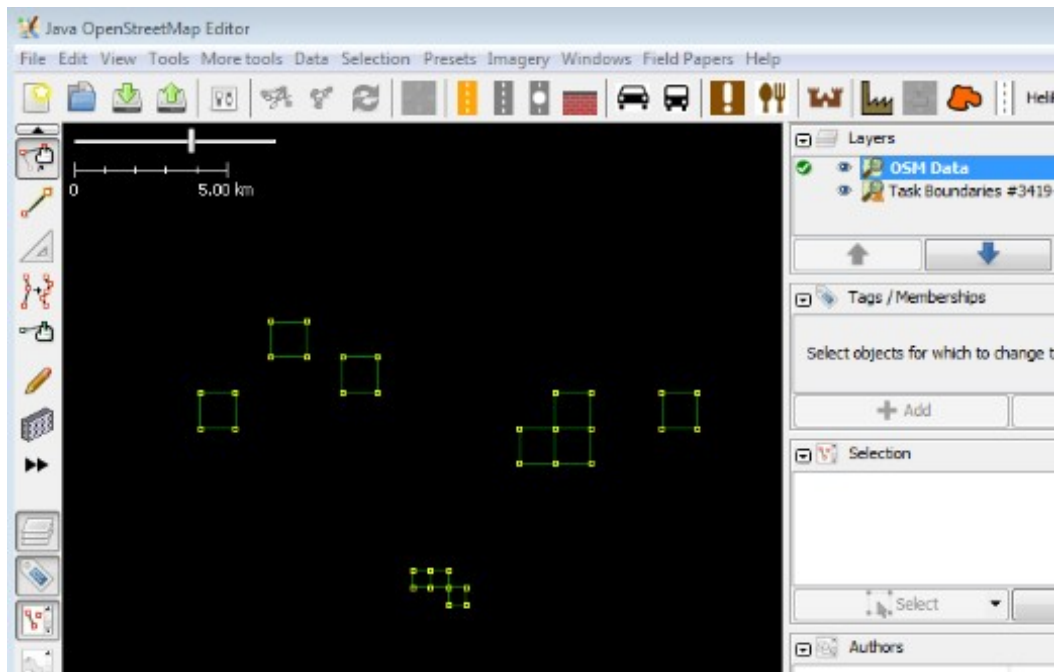 Java OpenStreetMap Editor
File Edit View Tools More tools Data Selection Presets Imagery Windows Field Papers Help
Layers
OSM Data
Task Boundaries #3419
0 5.00 km
Tags / Memberships
Select objects for which to change t
Add
Selection
Select
Authors